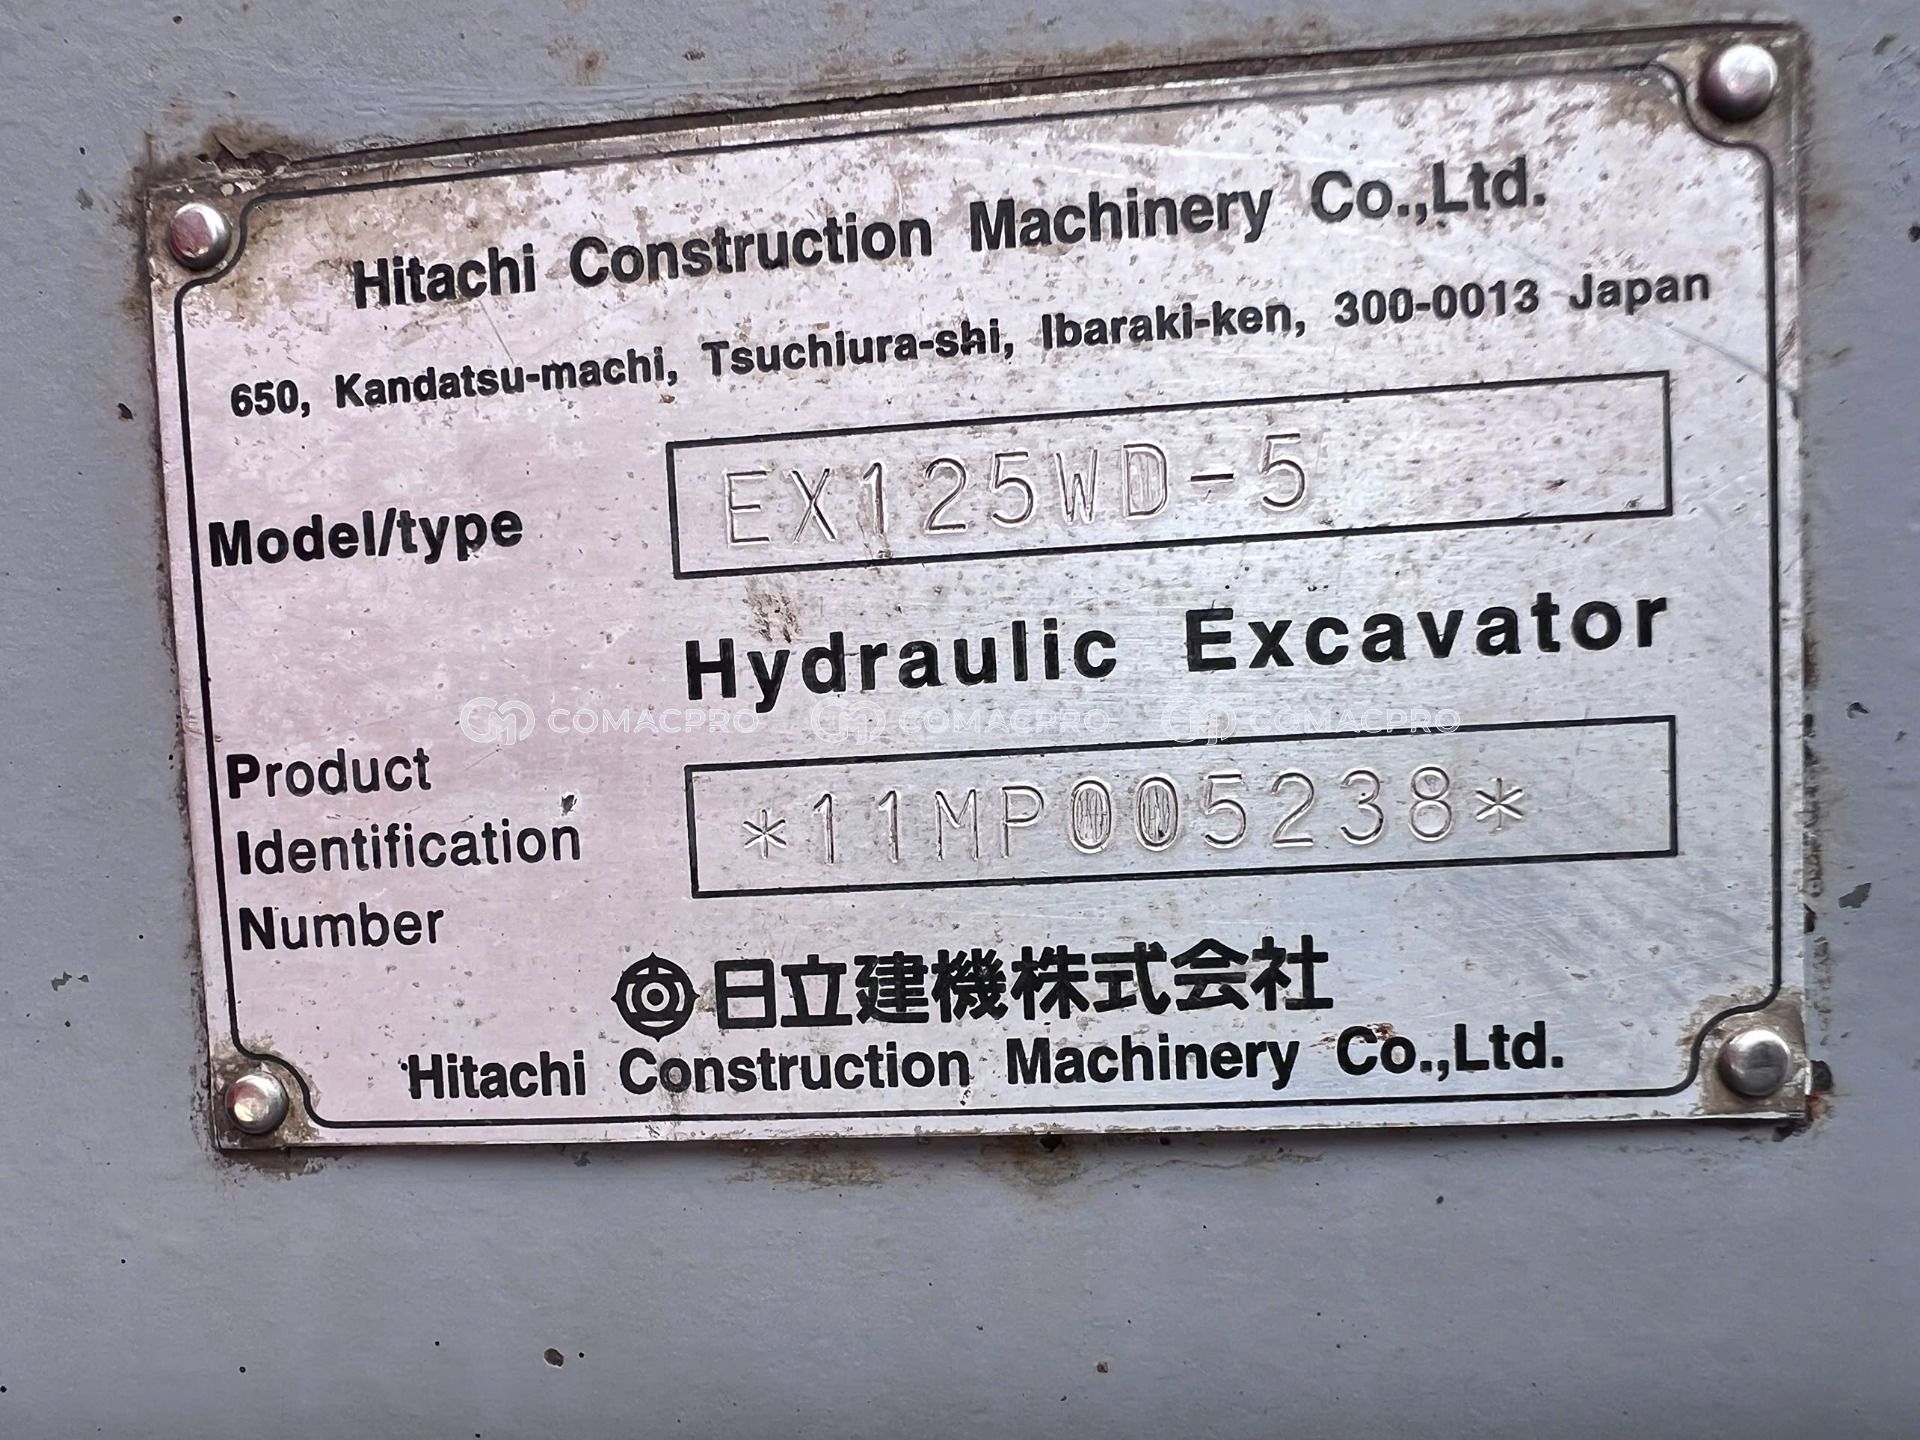 Hitachi Construction Machinery Co.,Ltd.
650, Kandatsu-machi, Tsuchiura-shi, Ibaraki-ken, 300-0013 Japan
Model/type EX125WD-5
Hydraulic Excavator
COMACPRO COMACPRO COMACPRO
Product
Identification *11MP005238*
Number
日立建機株式会社
Hitachi Construction Machinery Co.,Ltd.